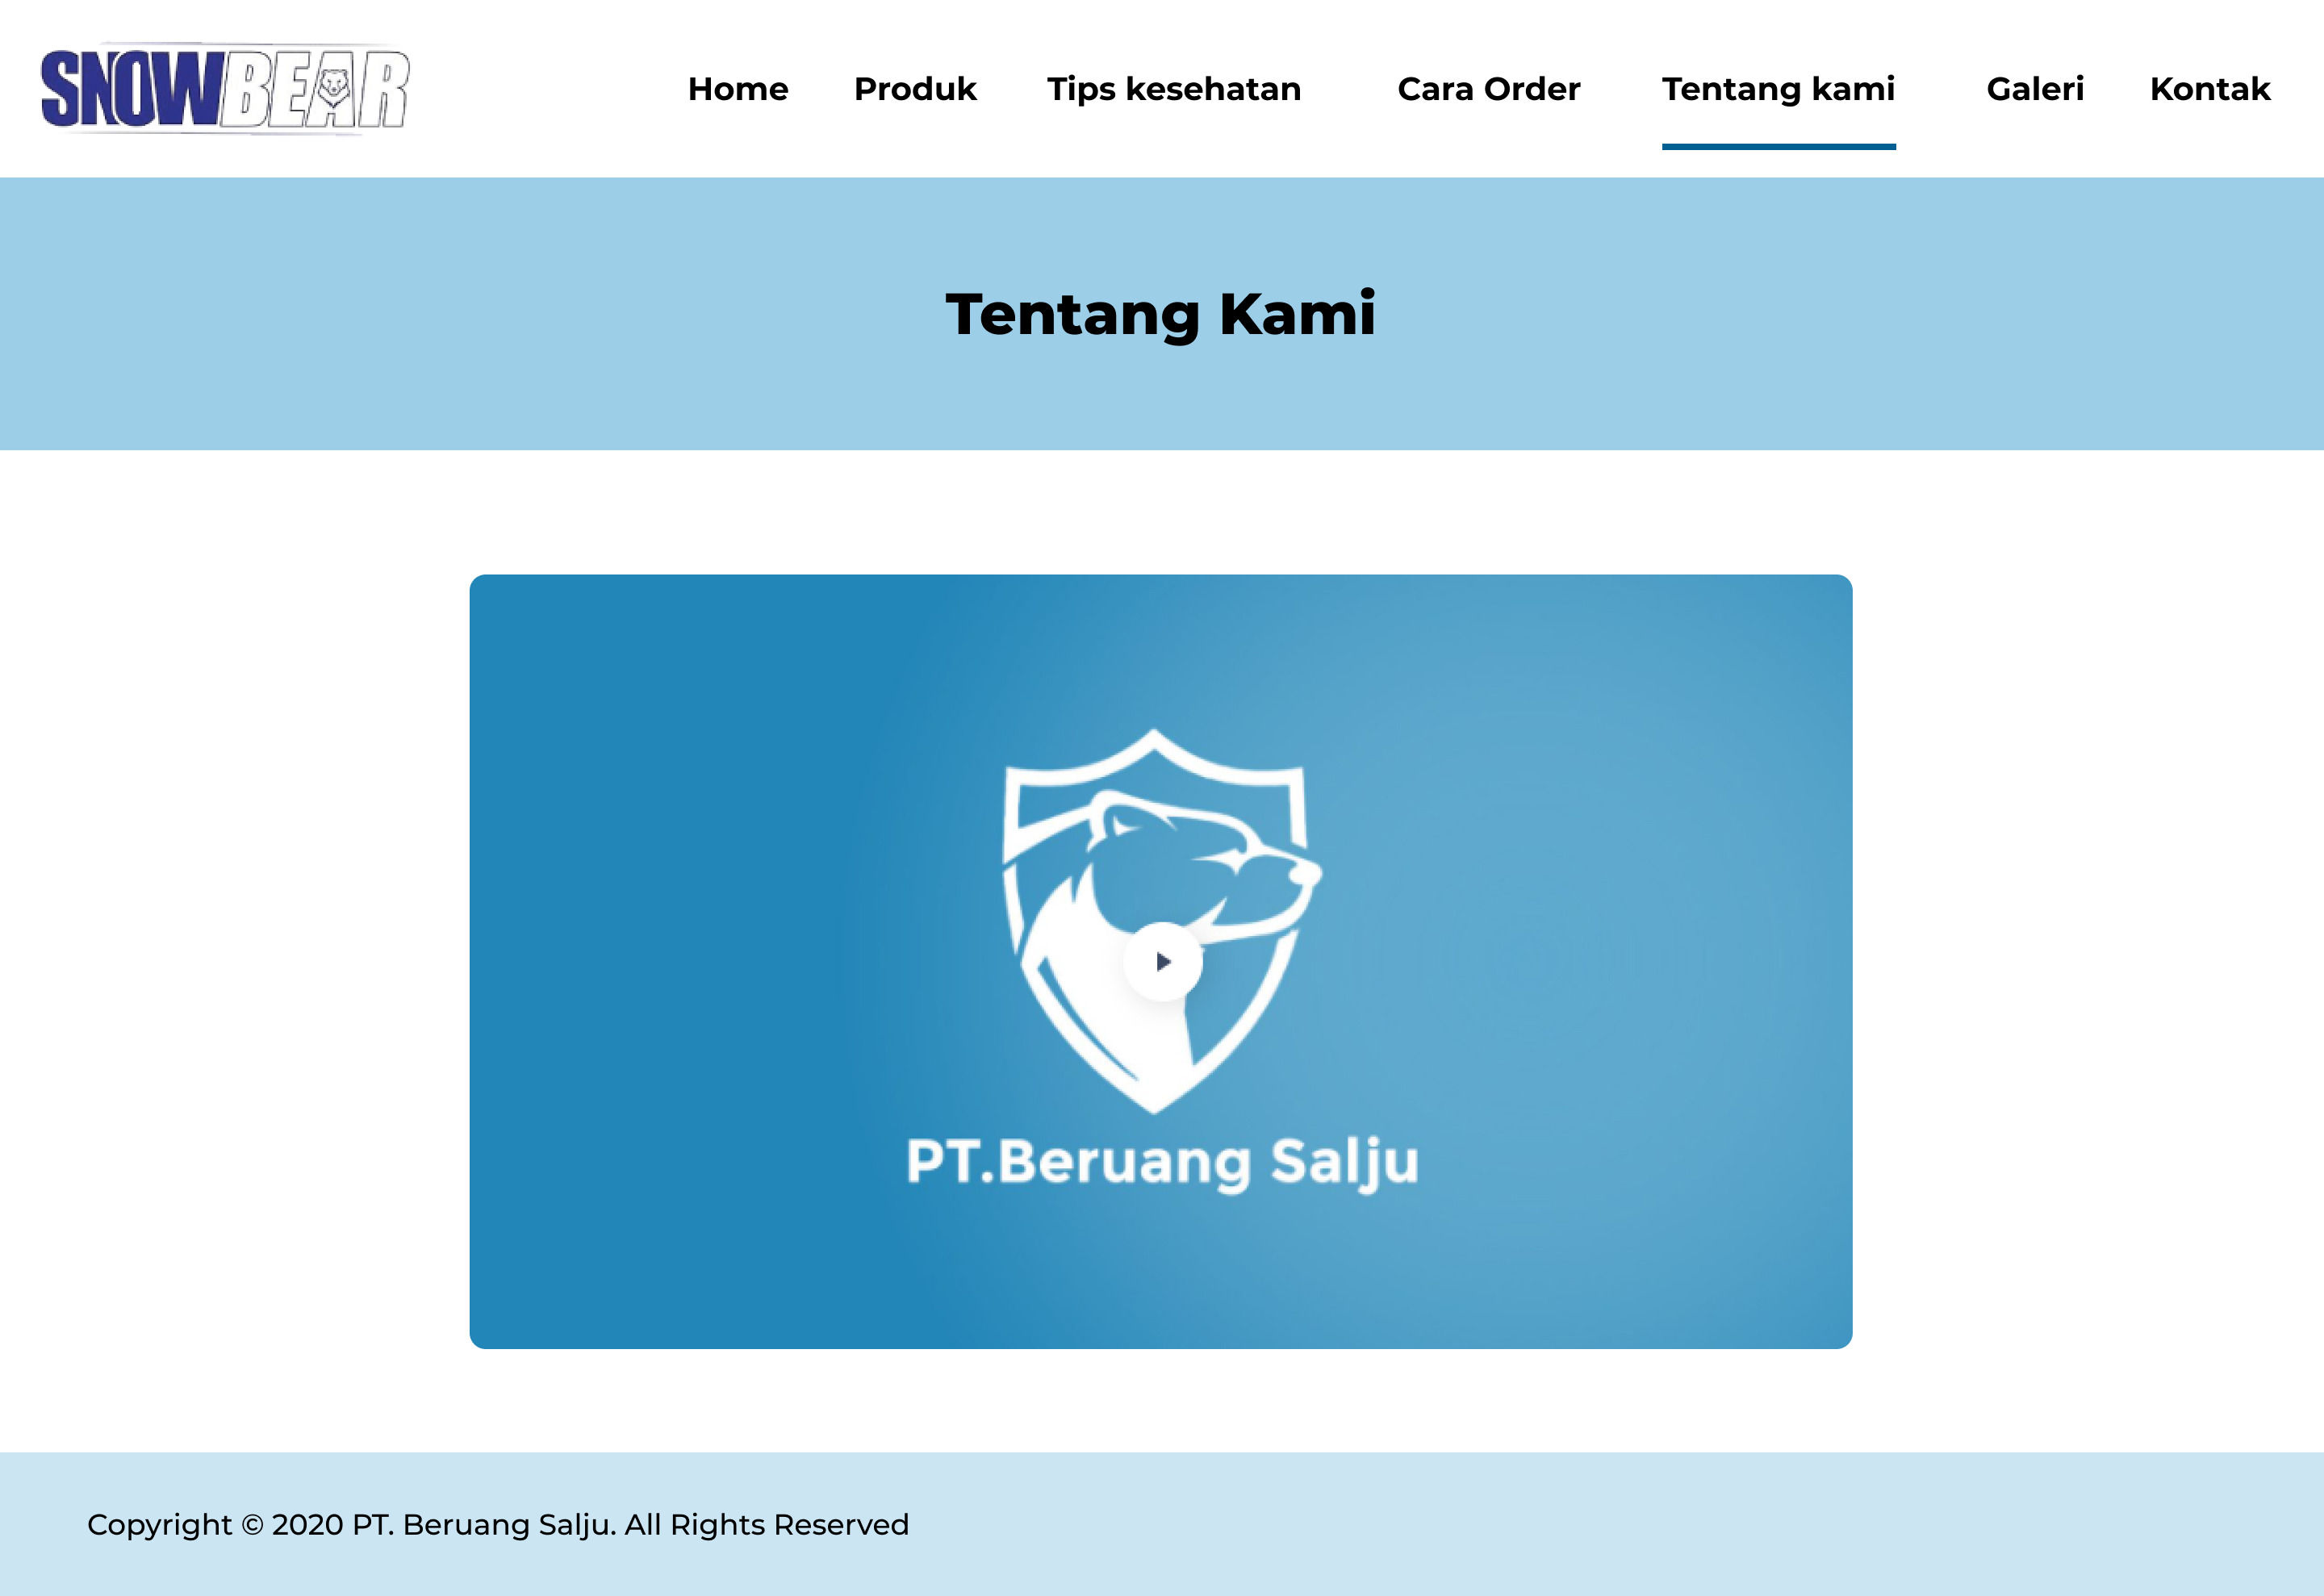 SNOWBEAR
Home Produk Tips kesehatan Cara Order Tentang kami Galeri Kontak
Tentang Kami
PT.Beruang Salju
Copyright © 2020 PT. Beruang Salju. All Rights Reserved